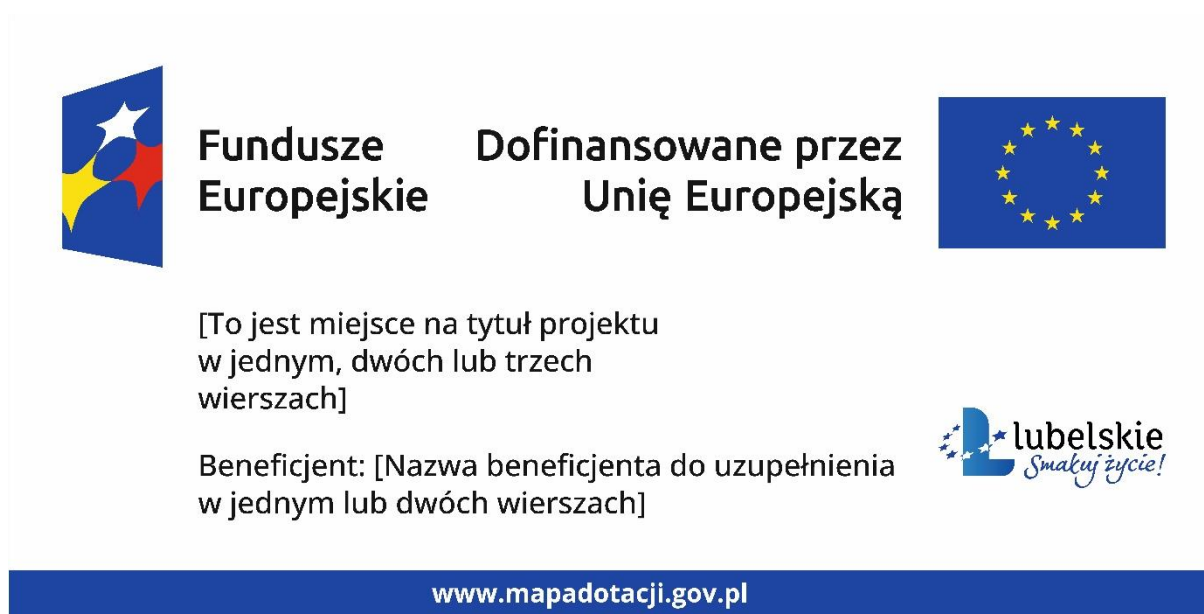 Fundusze
Europejskie
Dofinansowane przez
Unię Europejską
[To jest miejsce na tytuł projektu
w jednym, dwóch lub trzech
wierszach]
Beneficjent: [Nazwa beneficjenta do uzupełnienia
w jednym lub dwóch wierszach]
lubelskie
Smakuj życie!
www.mapadotacji.gov.pl